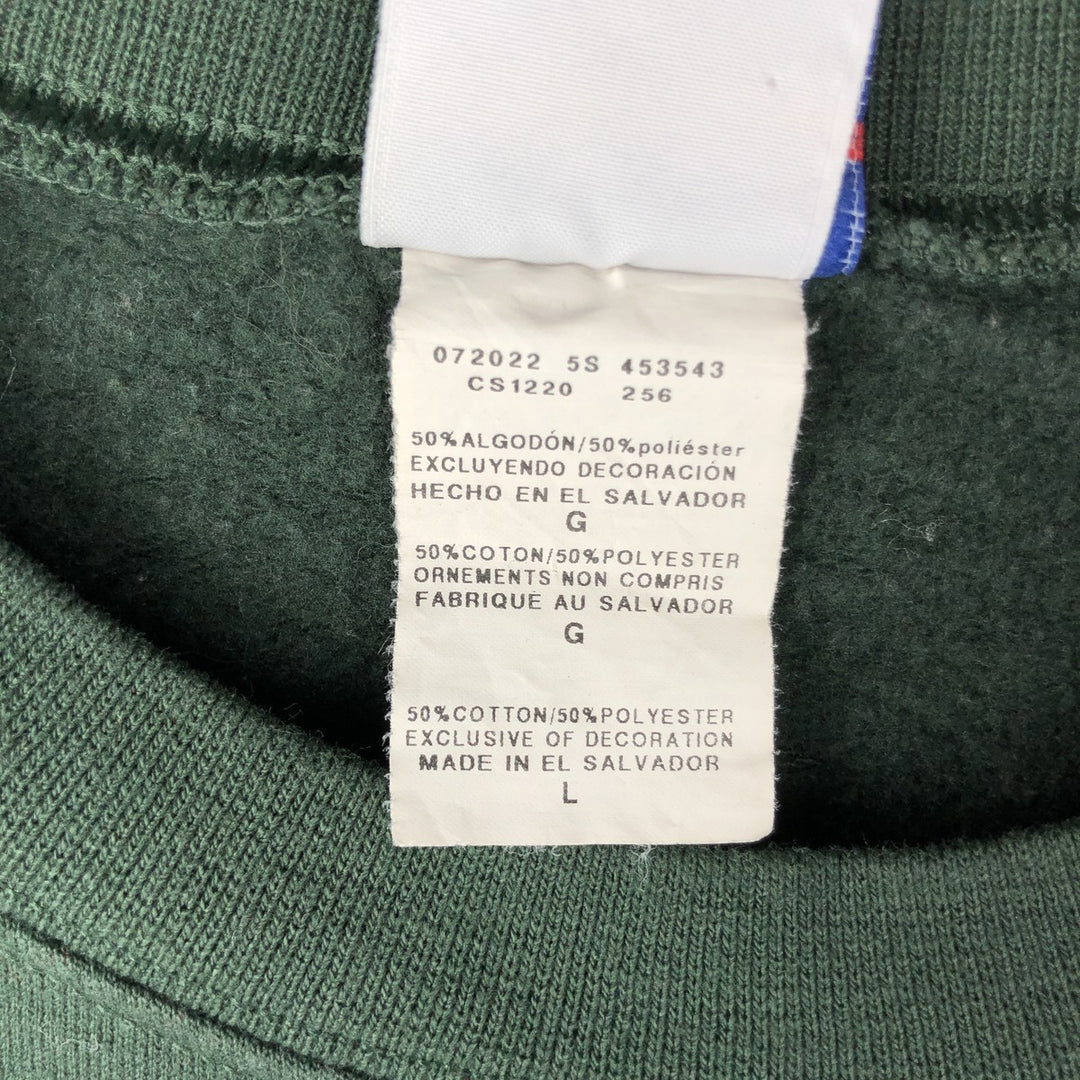 072022 5S 453543
CS1220 256
50%ALGODÓN/50%poliéster
EXCLUYENDO DECORACIÓN
HECHO EN EL SALVADOR
G
50%COTON/50%POLYESTER
ORNEMENTS NON COMPRIS
FABRIQUÉ AU SALVADOR
G
50%COTTON/50%POLYESTER
EXCLUSIVE OF DECORATION
MADE IN EL SALVADOR
L